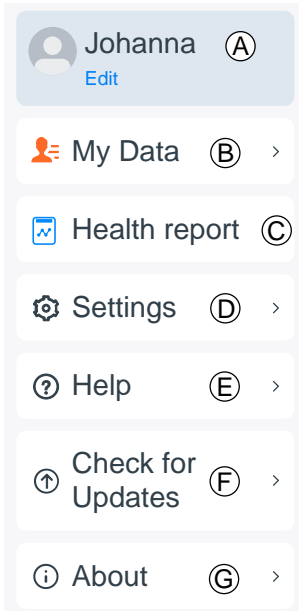 Johanna Ⓐ
Edit
My Data Ⓑ
Health report Ⓒ
Settings Ⓓ
Help Ⓔ
Check for
Updates Ⓕ
About Ⓖ